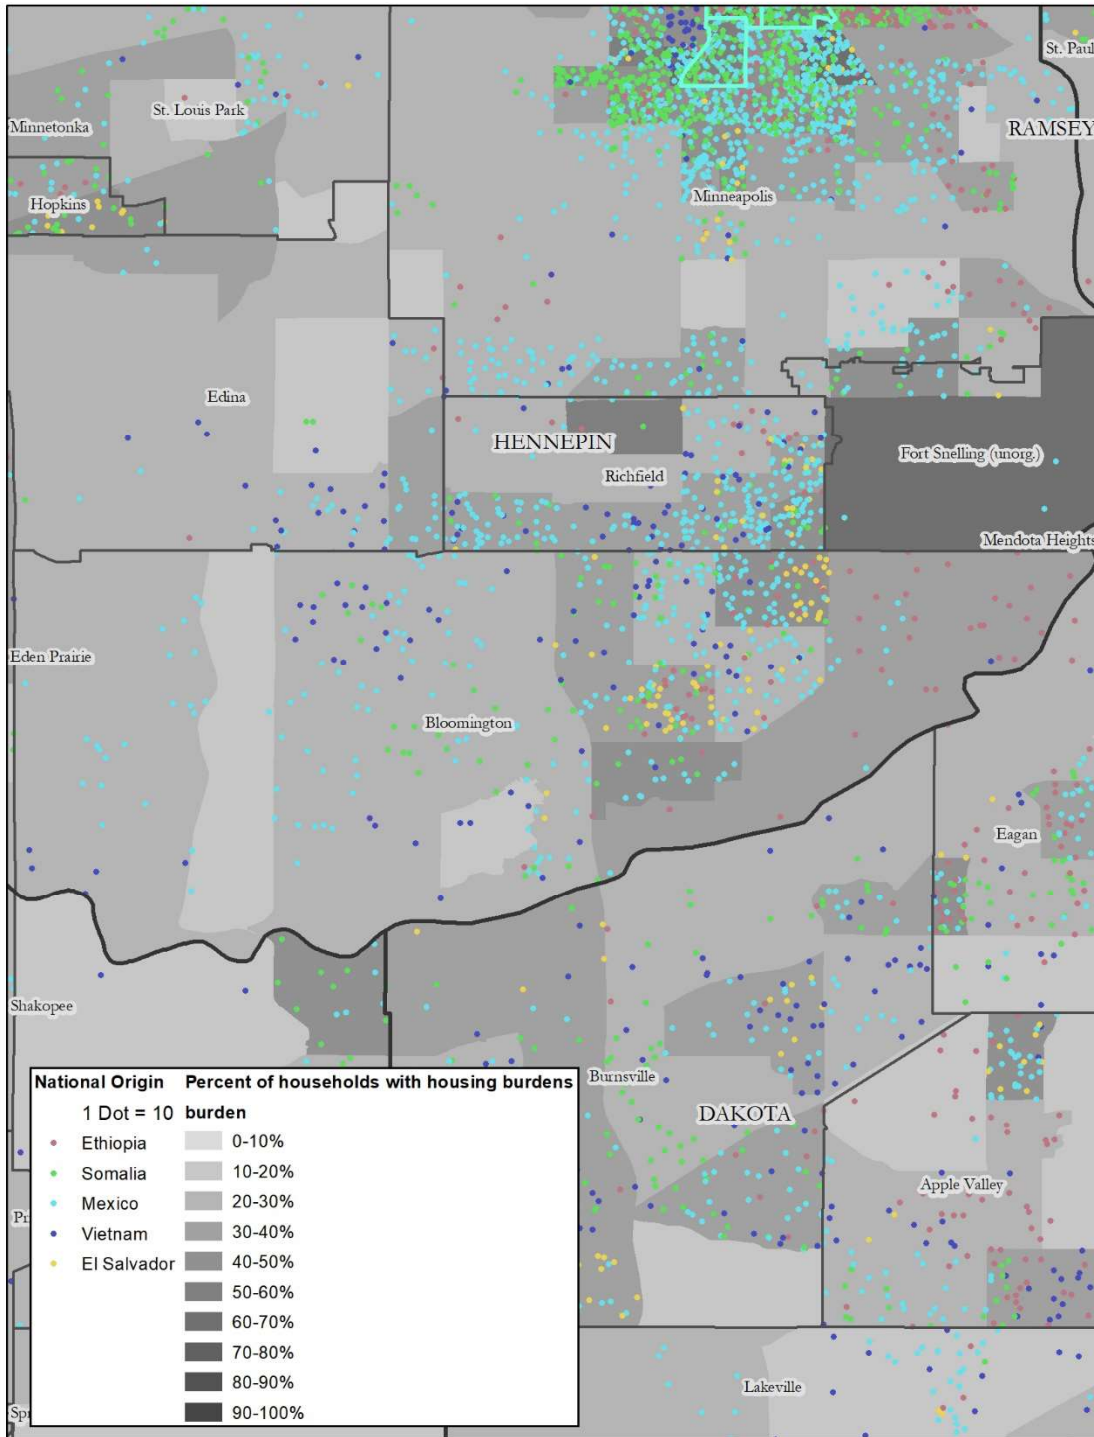 St. Paul
St. Louis Park
Minnetonka
RAMSEY
Hopkins
Minneapolis
Edina
HENNEPIN
Fort Snelling (unorg.)
Richfield
Mendota Heights
Eden Prairie
Bloomington
Eagan
Shakopee
Burnsville
DAKOTA
Apple Valley
Lakeville
Pri
Spr
National Origin Percent of households with housing burdens
1 Dot = 10 burden
Ethiopia 0-10%
Somalia 10-20%
Mexico 20-30%
Vietnam 30-40%
El Salvador 40-50%
50-60%
60-70%
70-80%
80-90%
90-100%